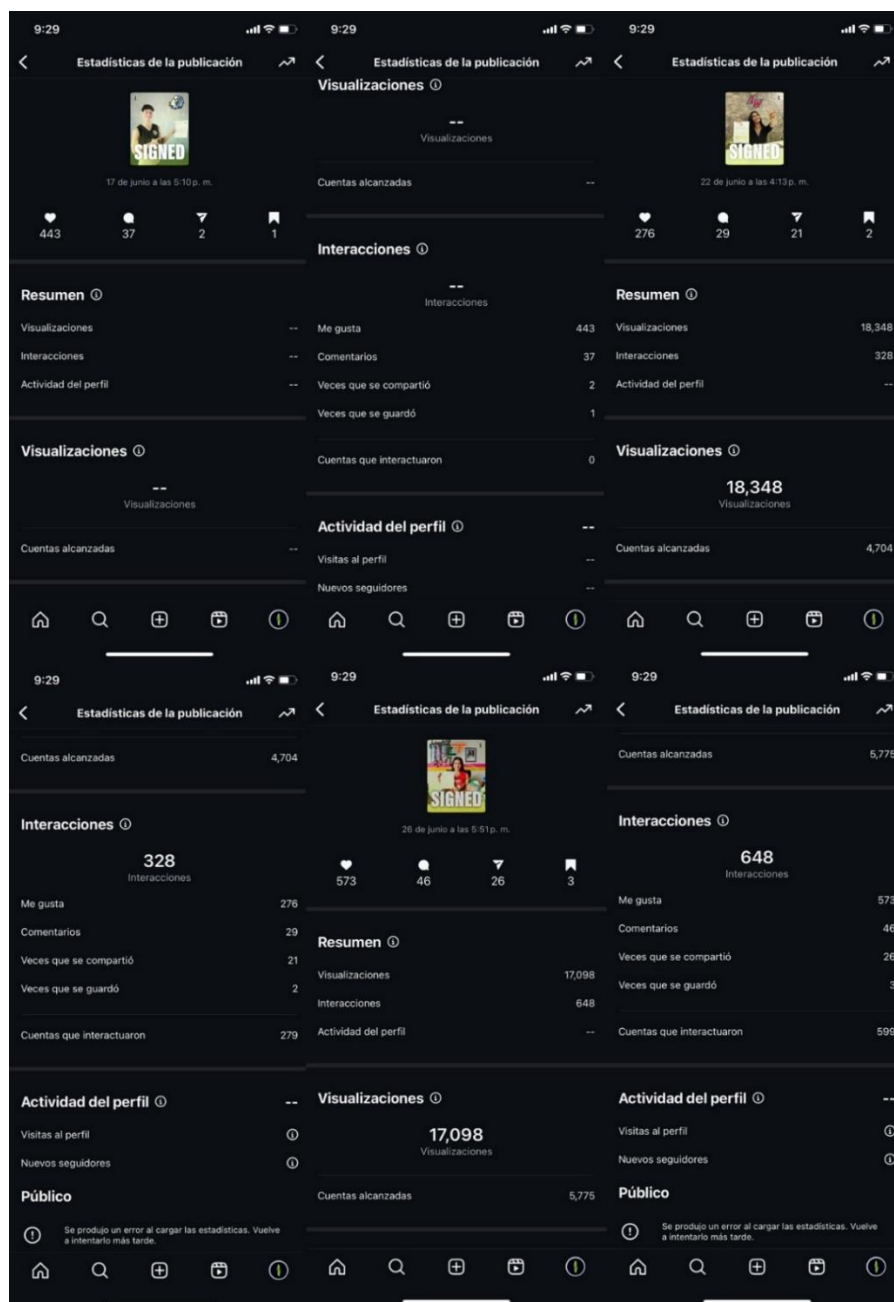 9:29
Estadísticas de la publicación
SIGNED
17 de junio a las 5:10 p. m.
443 37 2 1
Resumen
Visualizaciones --
Interacciones --
Actividad del perfil --
Visualizaciones
--
Visualizaciones
Cuentas alcanzadas --
9:29
Estadísticas de la publicación
Visualizaciones
--
Visualizaciones
Cuentas alcanzadas --
Interacciones
--
Interacciones
Me gusta 443
Comentarios 37
Veces que se compartió 2
Veces que se guardó 1
Cuentas que interactuaron 0
Actividad del perfil --
Visitas al perfil --
Nuevos seguidores --
9:29
Estadísticas de la publicación
SIGNED
22 de junio a las 4:13 p. m.
276 29 21 2
Resumen
Visualizaciones 18,348
Interacciones 328
Actividad del perfil --
Visualizaciones
18,348
Visualizaciones
Cuentas alcanzadas 4,704
9:29
Estadísticas de la publicación
Cuentas alcanzadas 4,704
Interacciones
328
Interacciones
Me gusta 276
Comentarios 29
Veces que se compartió 21
Veces que se guardó 2
Cuentas que interactuaron 279
Actividad del perfil --
Visitas al perfil
Nuevos seguidores
Público
Se produjo un error al cargar las estadísticas. Vuelve
a intentarlo más tarde.
9:29
Estadísticas de la publicación
SIGNED
26 de junio a las 5:51 p. m.
573 46 26 3
Resumen
Visualizaciones 17,098
Interacciones 648
Actividad del perfil --
Visualizaciones
17,098
Visualizaciones
Cuentas alcanzadas 5,775
9:29
Estadísticas de la publicación
Cuentas alcanzadas 5,775
Interacciones
648
Interacciones
Me gusta 573
Comentarios 46
Veces que se compartió 26
Veces que se guardó 3
Cuentas que interactuaron 599
Actividad del perfil --
Visitas al perfil
Nuevos seguidores
Público
Se produjo un error al cargar las estadísticas. Vuelve
a intentarlo más tarde.